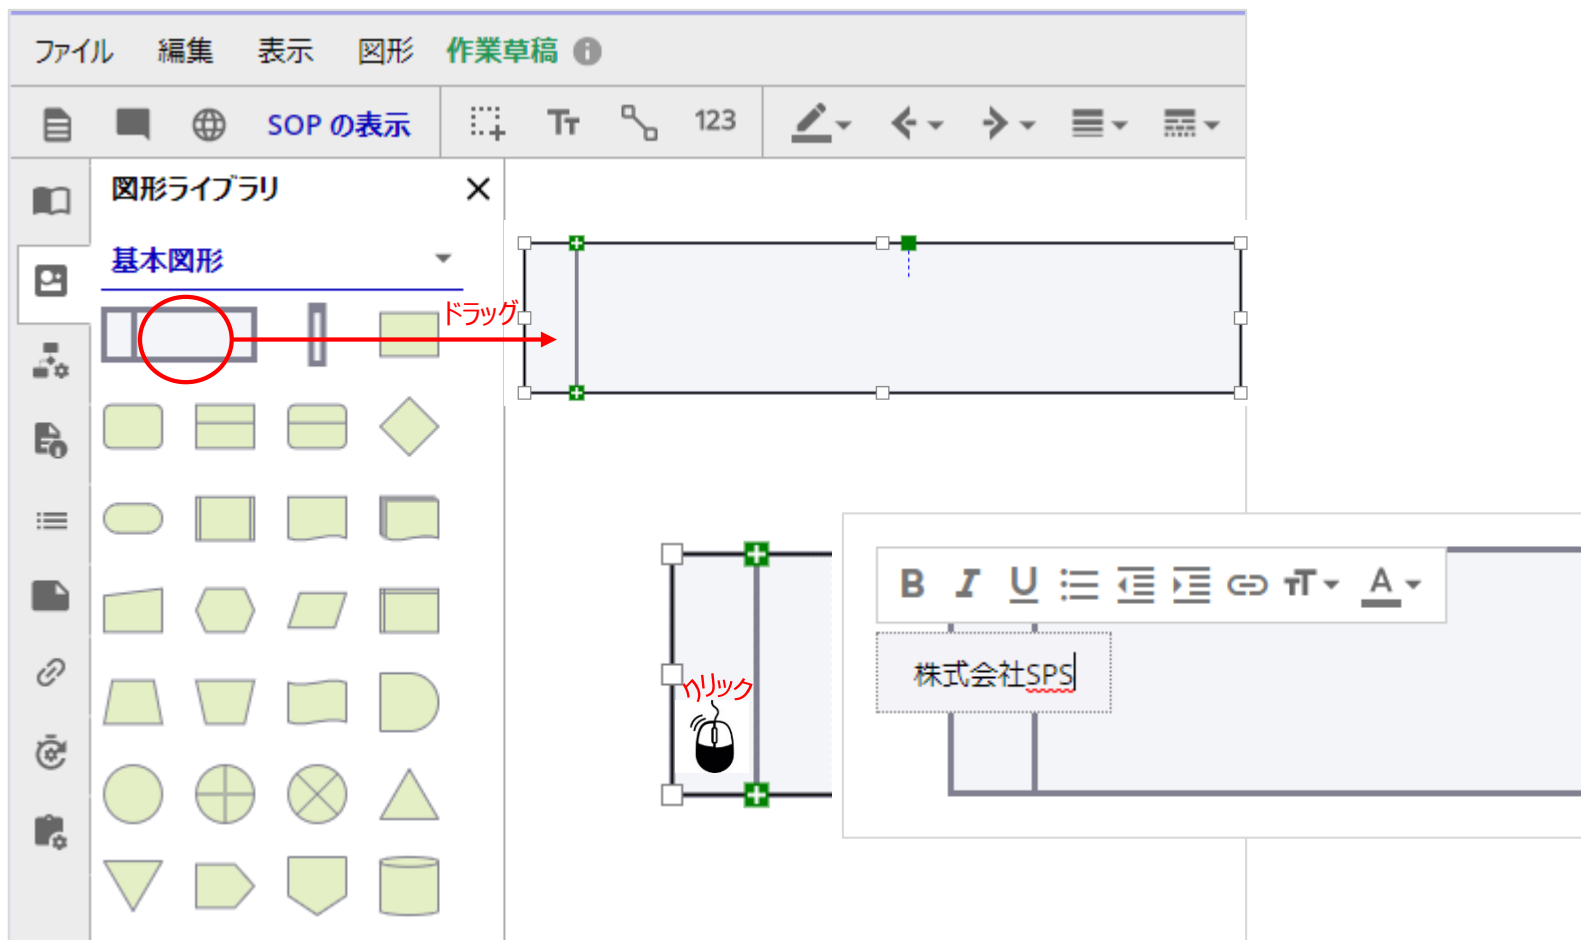 ファイル 編集 表示 図形 作業草稿
SOP の表示 Tт 123
図形ライブラリ
基本図形
ドラッグ
B I U A
株式会社SPS
クリック